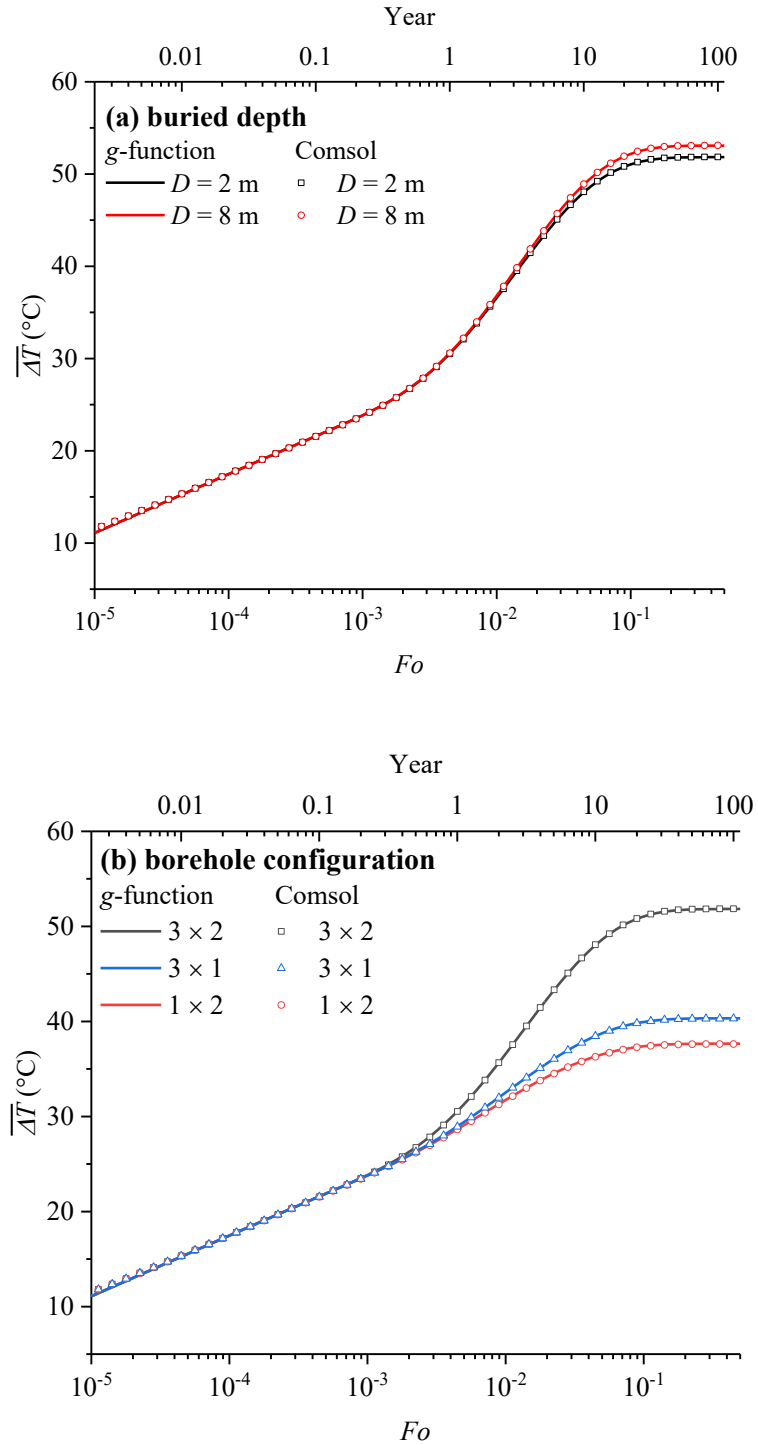 Year
0.01 0.1 1 10 100
60
(a) buried depth
g-function Comsol
50
D = 2 m D = 2 m
D = 8 m D = 8 m
40
30
20
10
10⁻⁵ 10⁻⁴ 10⁻³ 10⁻² 10⁻¹
ΔT̅ (°C)
Fo
Year
0.01 0.1 1 10 100
60
(b) borehole configuration
g-function Comsol
3 × 2 3 × 2
50
3 × 1 3 × 1
1 × 2 1 × 2
40
30
20
10
10⁻⁵ 10⁻⁴ 10⁻³ 10⁻² 10⁻¹
ΔT̅ (°C)
Fo